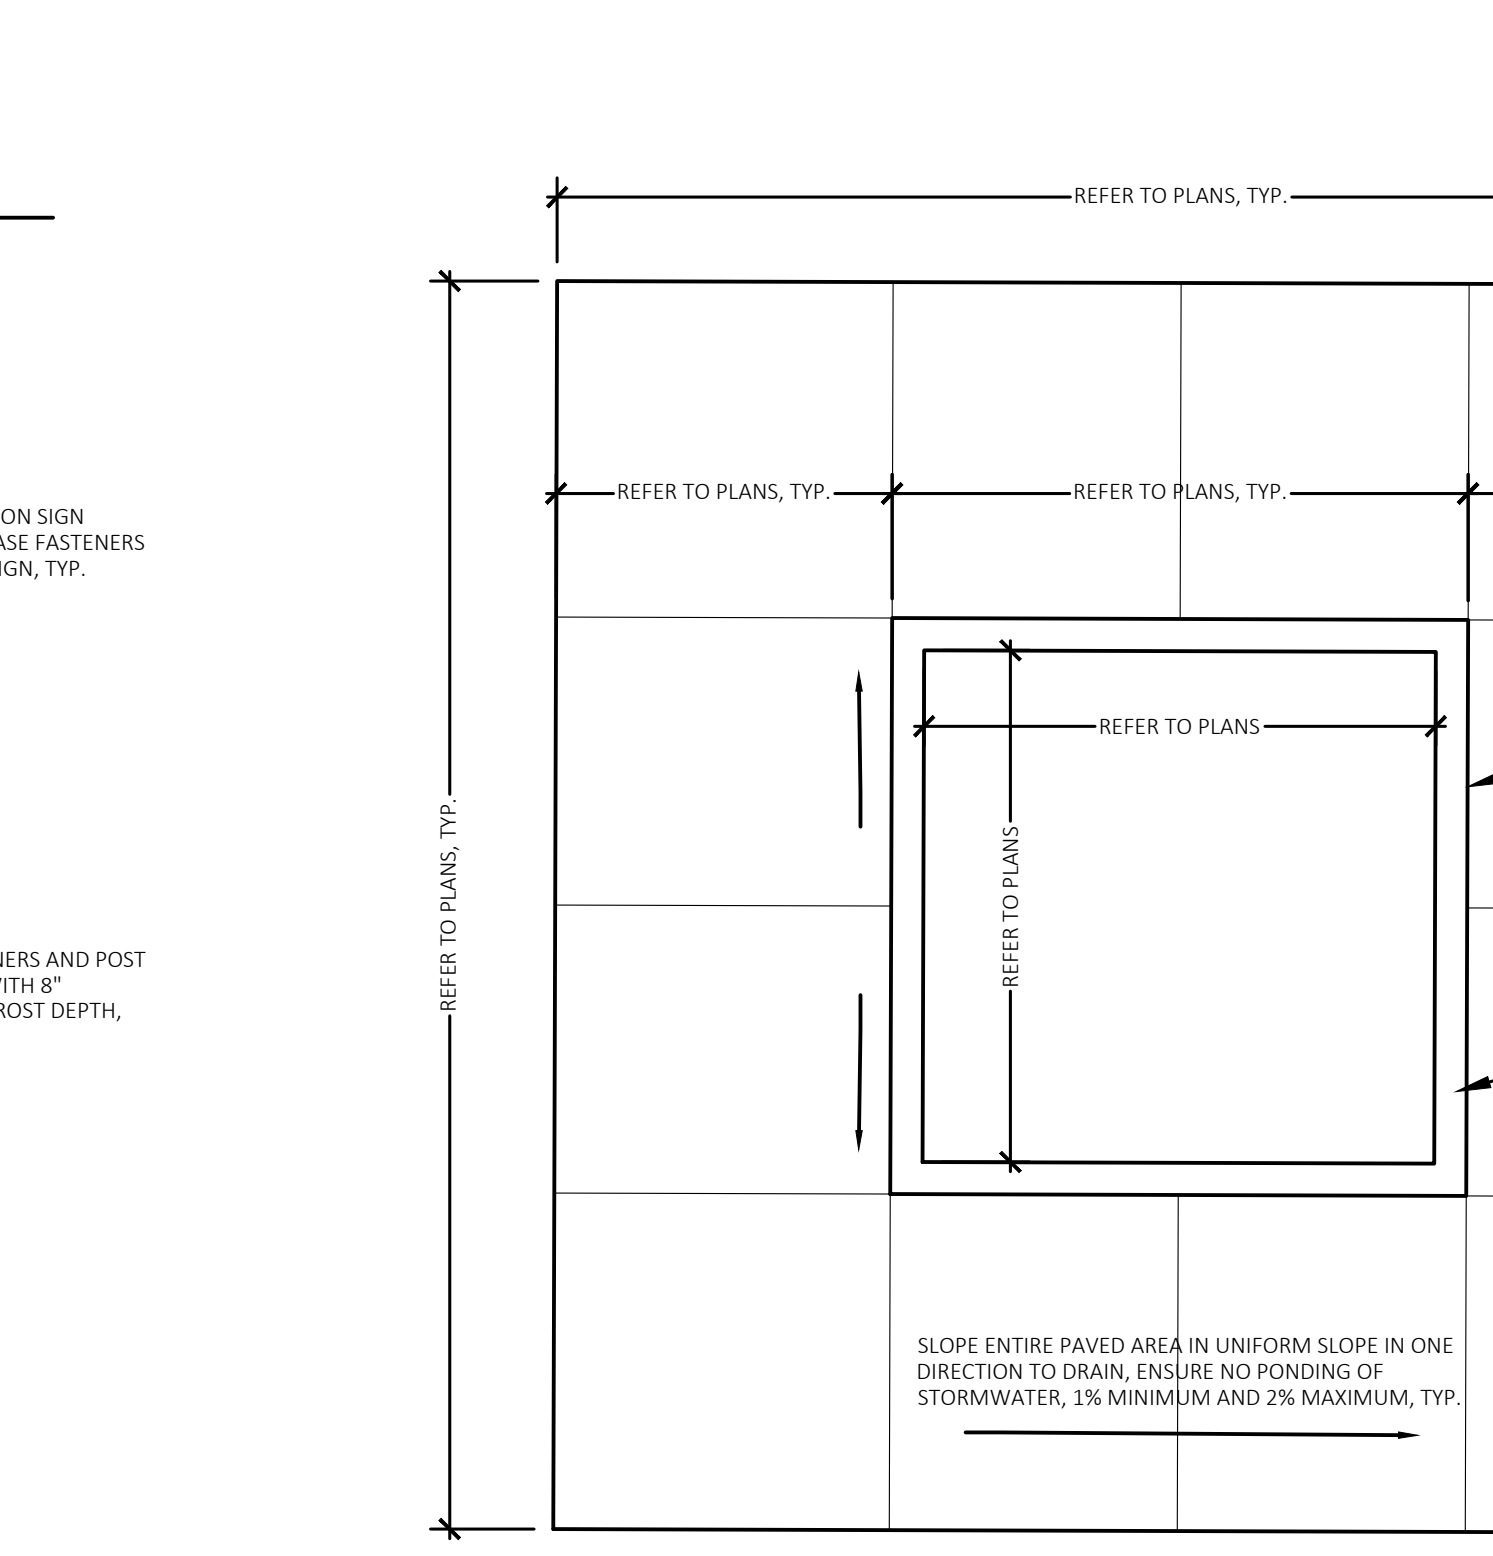 REFER TO PLANS, TYP.
REFER TO PLANS, TYP.
REFER TO PLANS, TYP.
ON SIGN
ASE FASTENERS
IGN, TYP.
REFER TO PLANS
REFER TO PLANS, TYP.
REFER TO PLANS
NERS AND POST
WITH 8"
ROST DEPTH,
SLOPE ENTIRE PAVED AREA IN UNIFORM SLOPE IN ONE
DIRECTION TO DRAIN, ENSURE NO PONDING OF
STORMWATER, 1% MINIMUM AND 2% MAXIMUM, TYP.